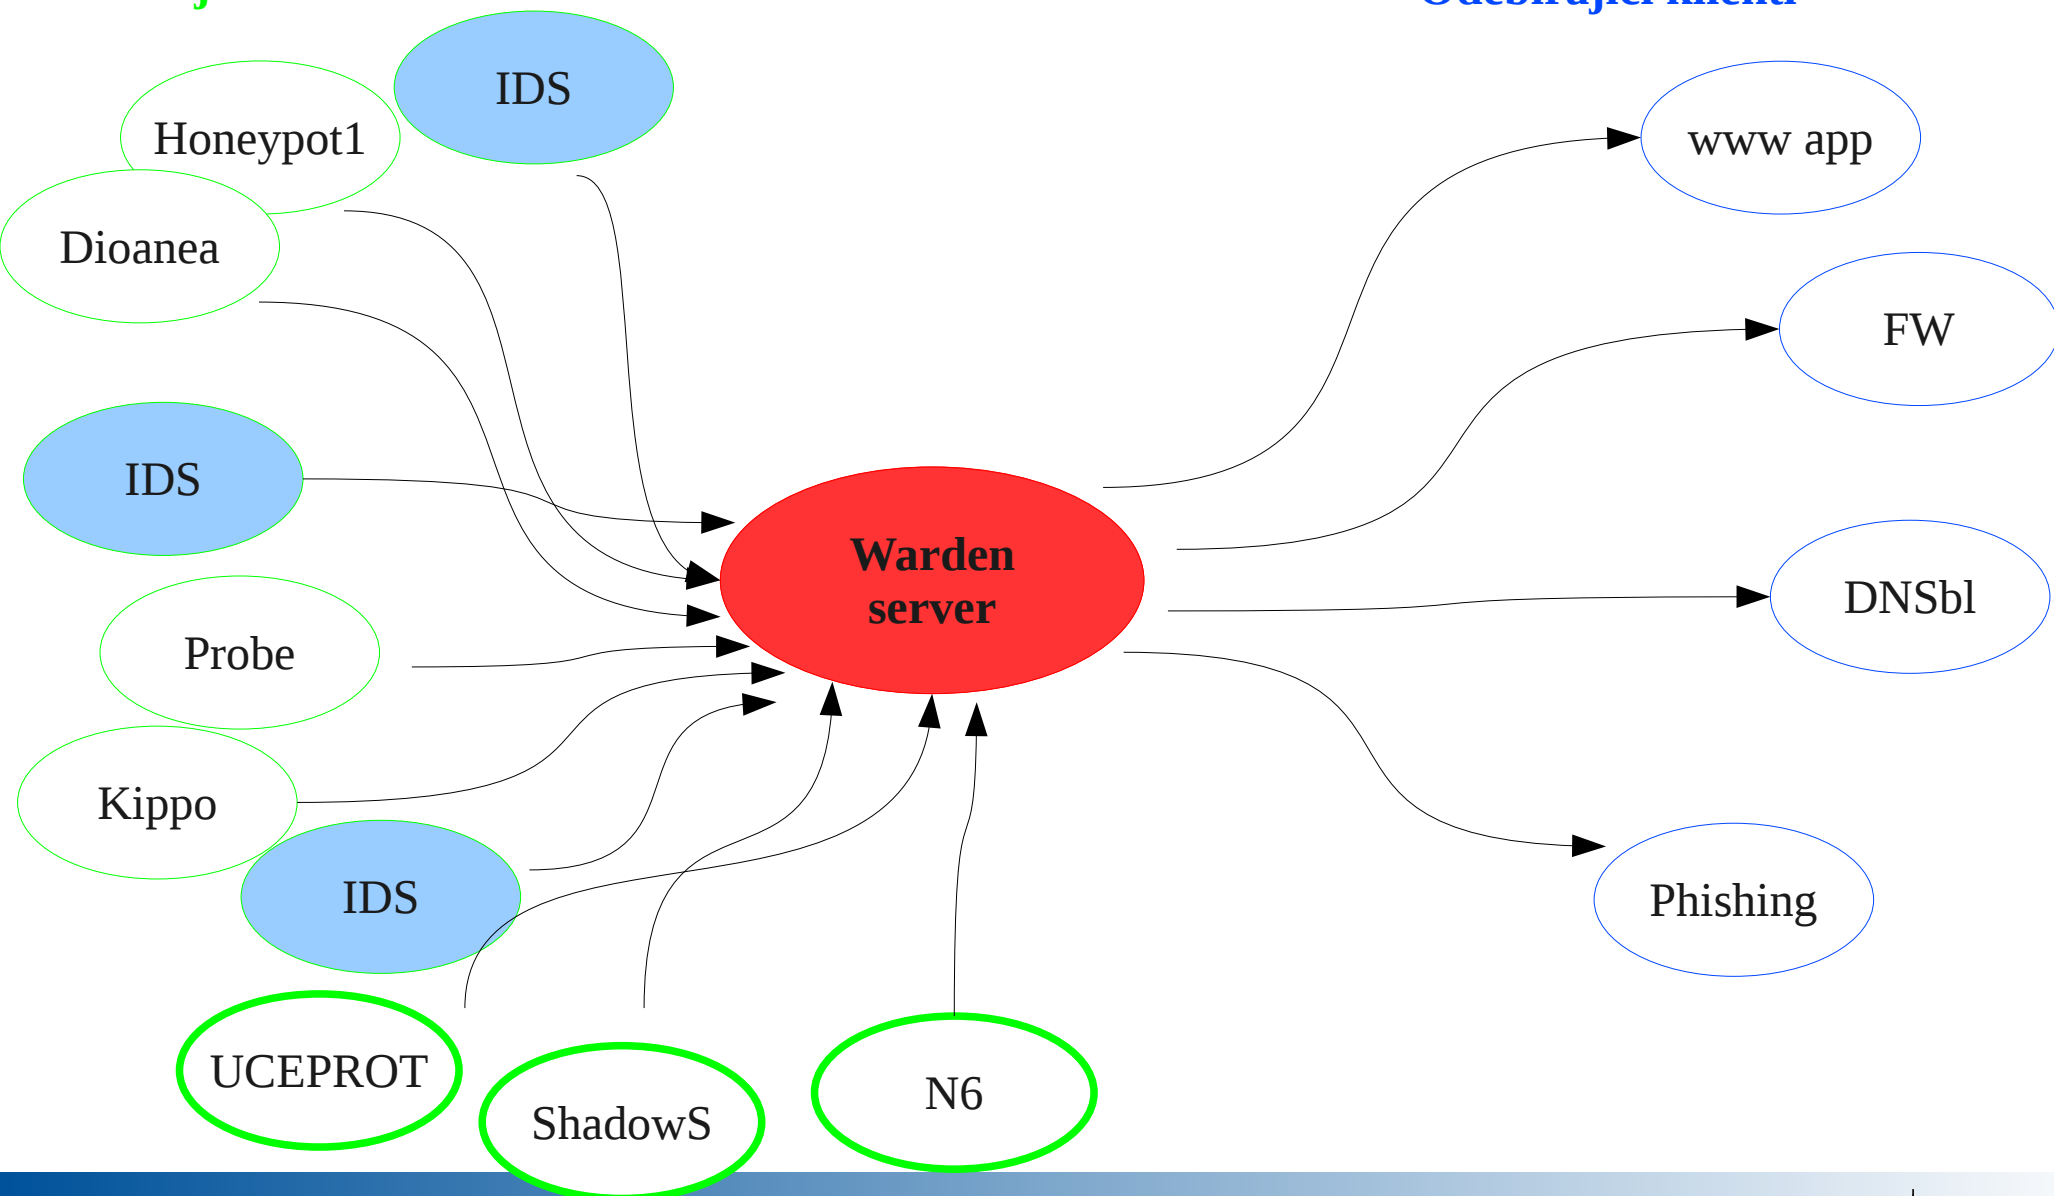 IDS
Honeypot1
Dioanea
IDS
Probe
Kippo
IDS
UCEPROT
ShadowS
N6
Warden
server
www app
FW
DNSbl
Phishing